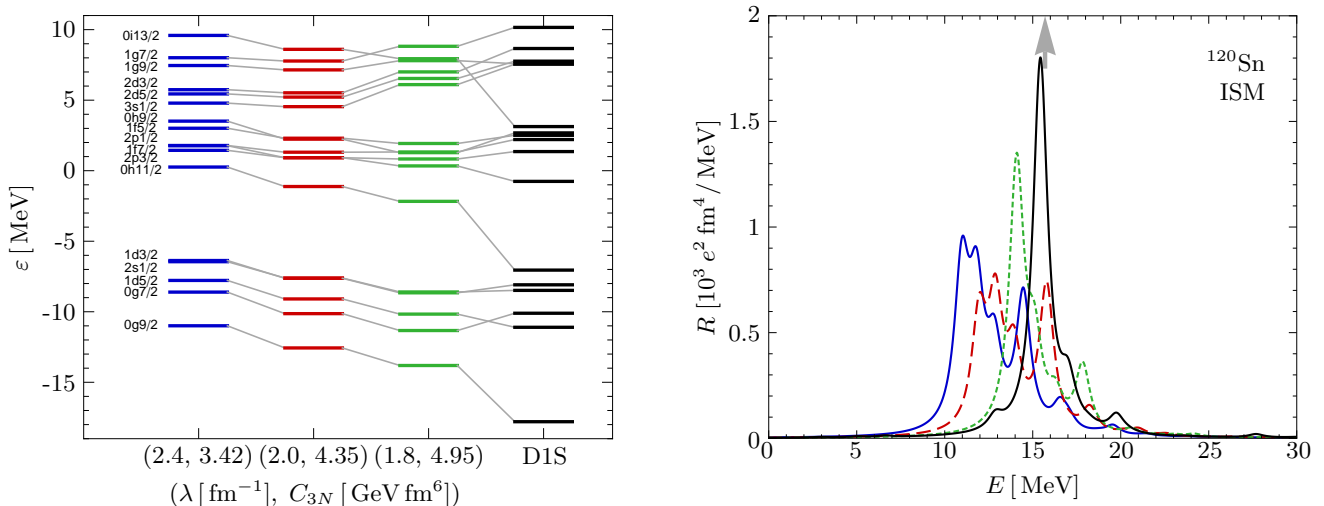 10
5
0
-5
-10
-15
ε [ MeV]
0i13/2
1g7/2
1g9/2
2d3/2
2d5/2
3s1/2
0h9/2
1f5/2
2p1/2
1f7/2
2p3/2
0h11/2
1d3/2
2s1/2
1d5/2
0g7/2
0g9/2
(2.4, 3.42) (2.0, 4.35) (1.8, 4.95) D1S
(λ [ fm⁻¹], C₃N [ GeV fm⁶])
2
1.5
1
0.5
0
R [10³ e² fm⁴ / MeV]
¹²⁰Sn
ISM
0 5 10 15 20 25 30
E [ MeV]